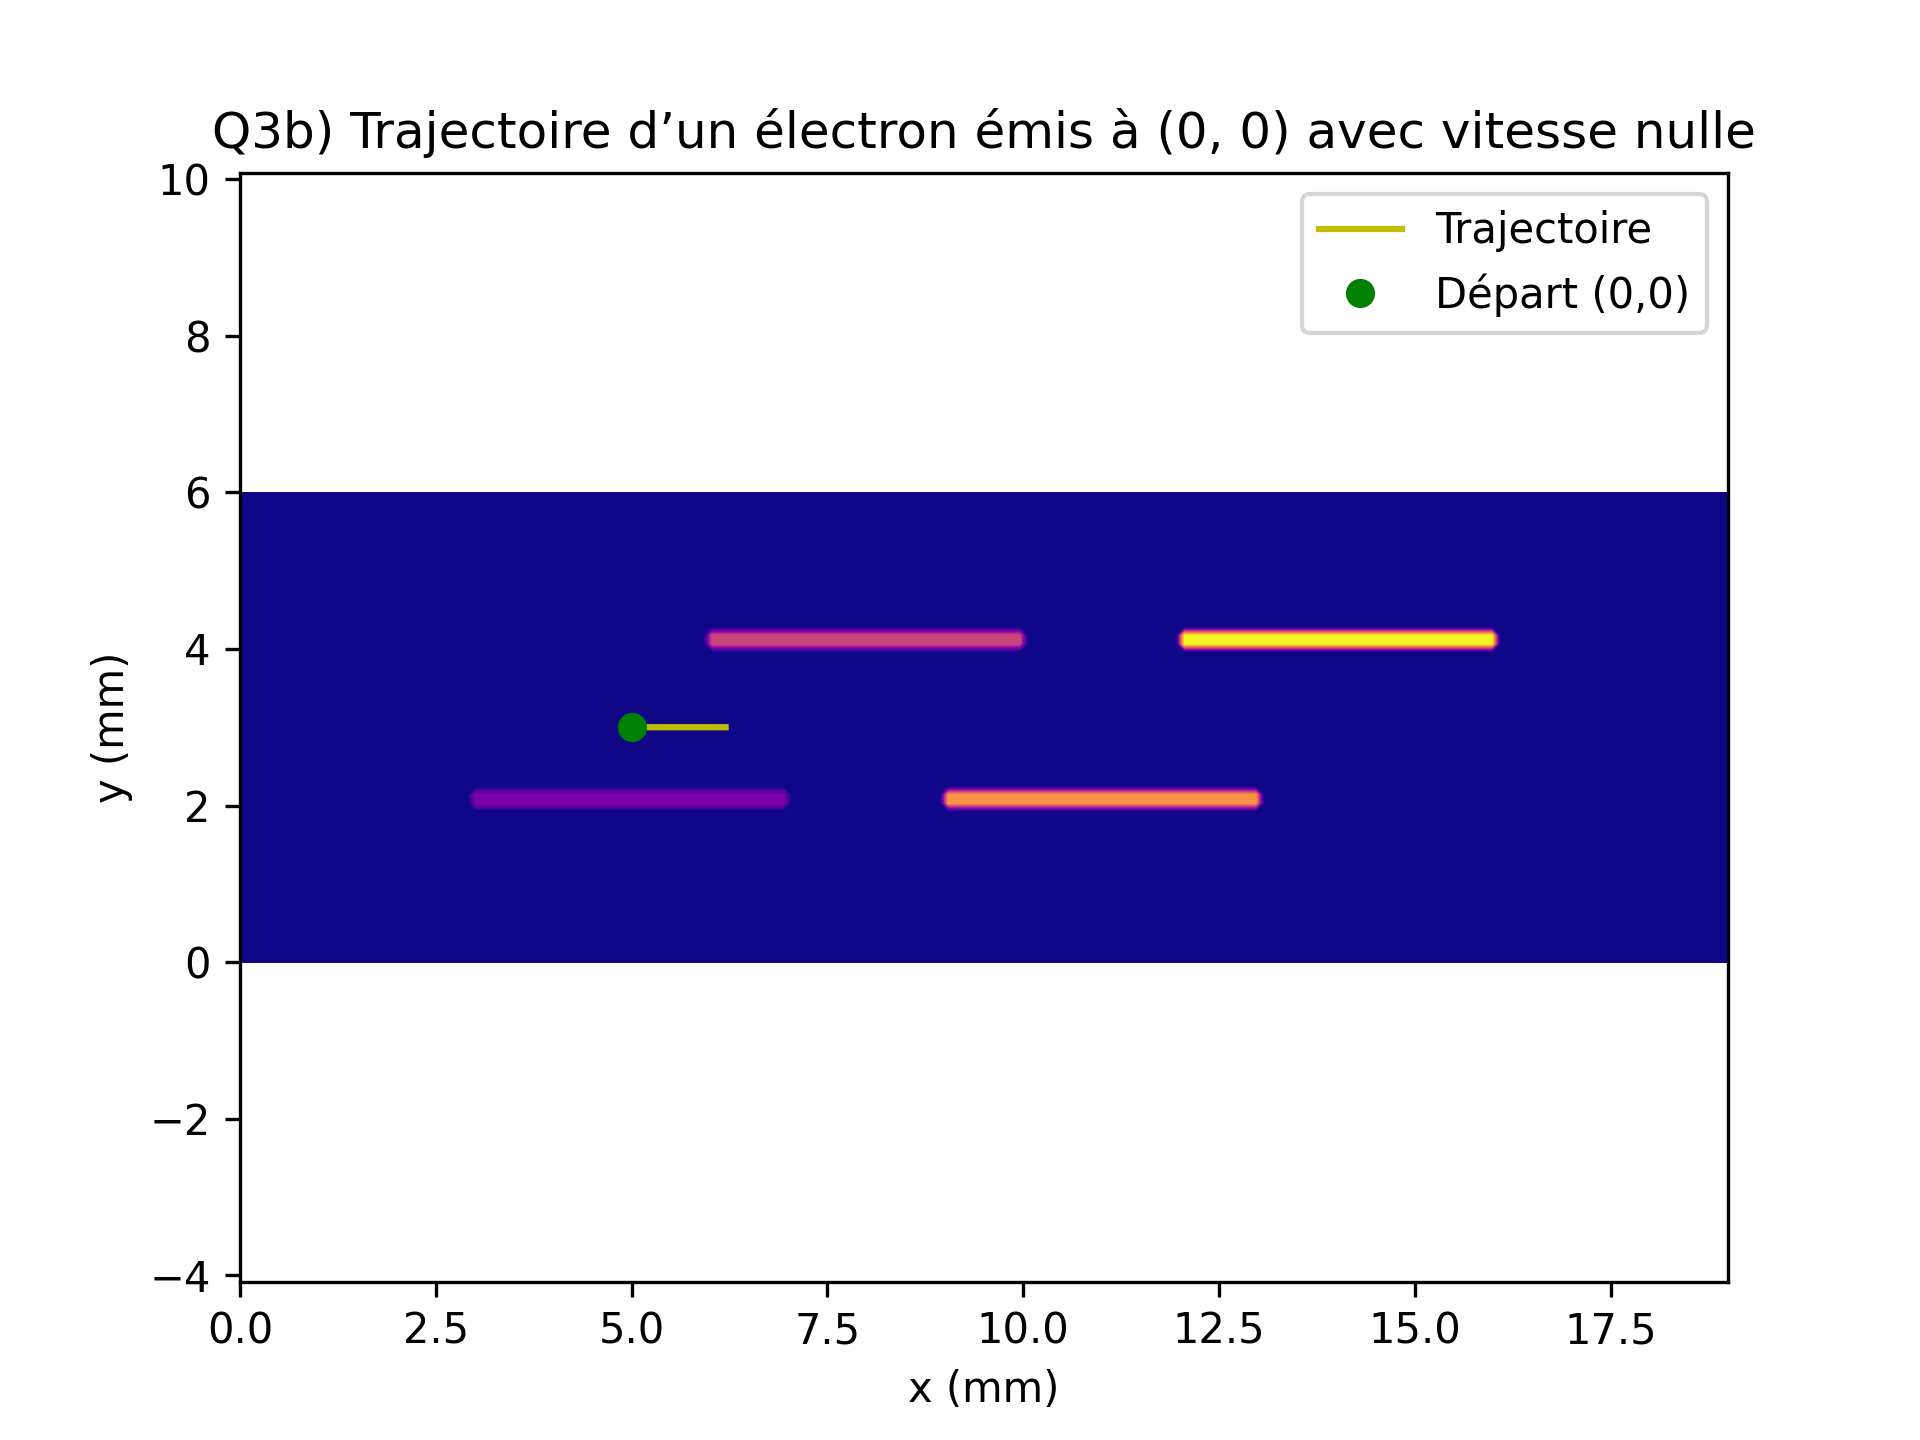 Q3b) Trajectoire d’un électron émis à (0, 0) avec vitesse nulle
Trajectoire
Départ (0,0)
y (mm)
10
8
6
4
2
0
−2
−4
0.0 2.5 5.0 7.5 10.0 12.5 15.0 17.5
x (mm)